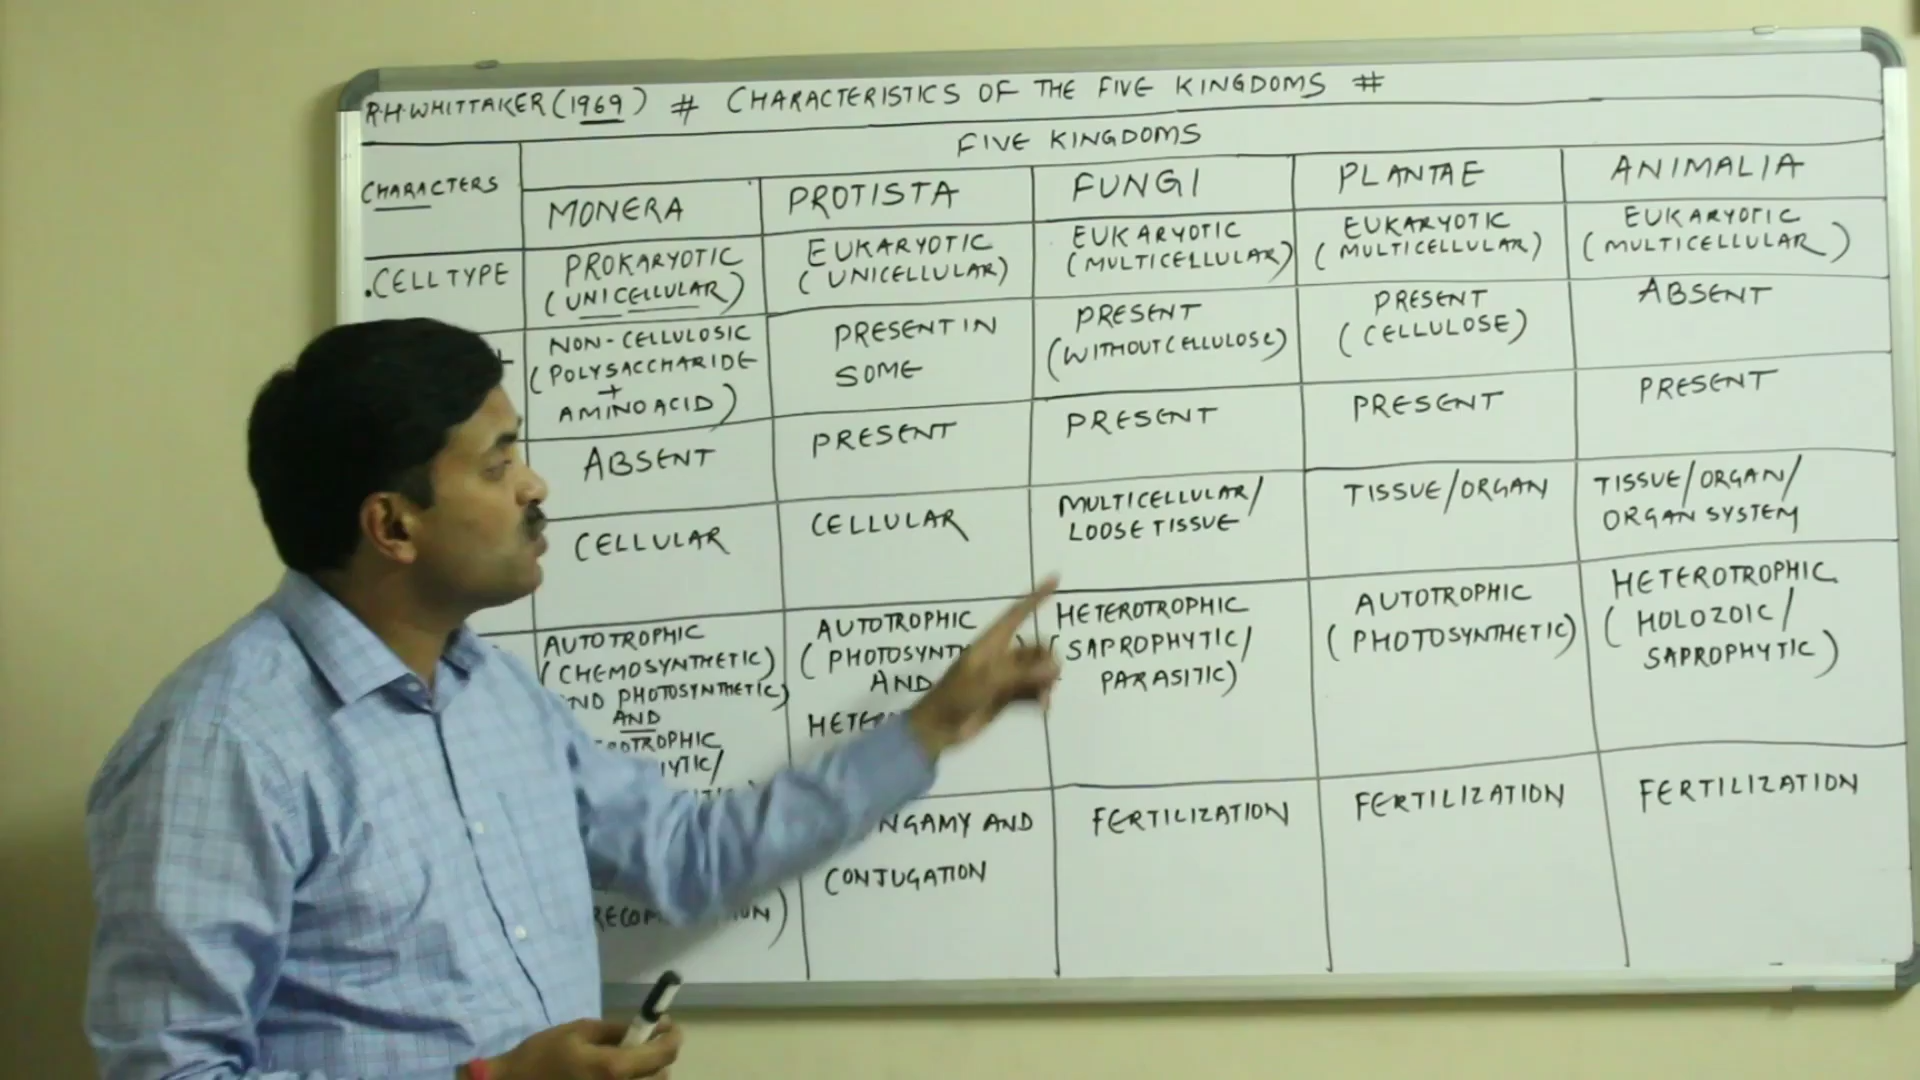 R.H.WHITTAKER (1969) # CHARACTERISTICS OF THE FIVE KINGDOMS #
FIVE KINGDOMS
CHARACTERS
MONERA
PROTISTA
FUNGI
PLANTAE
ANIMALIA
.CELL TYPE
PROKARYOTIC
(UNICELLULAR)
EUKARYOTIC
(UNICELLULAR)
EUKARYOTIC
(MULTICELLULAR)
EUKARYOTIC
(MULTICELLULAR)
EUKARYOTIC
(MULTICELLULAR)
NON-CELLULOSIC
(POLYSACCHARIDE
+
AMINO ACID)
PRESENT IN
SOME
PRESENT
(WITHOUT CELLULOSE)
PRESENT
(CELLULOSE)
ABSENT
ABSENT
PRESENT
PRESENT
PRESENT
PRESENT
CELLULAR
CELLULAR
MULTICELLULAR/
LOOSE TISSUE
TISSUE/ORGAN
TISSUE/ORGAN/
ORGAN SYSTEM
AUTOTROPHIC
(CHEMOSYNTHETIC)
PHOTOSYNTHETIC)
AND
AUTOTROPHIC
AND
HETEROTROPHIC
(SAPROPHYTIC/
PARASITIC)
AUTOTROPHIC
(PHOTOSYNTHETIC)
HETEROTROPHIC
(HOLOZOIC/
SAPROPHYTIC)
AND
CONJUGATION
FERTILIZATION
FERTILIZATION
FERTILIZATION